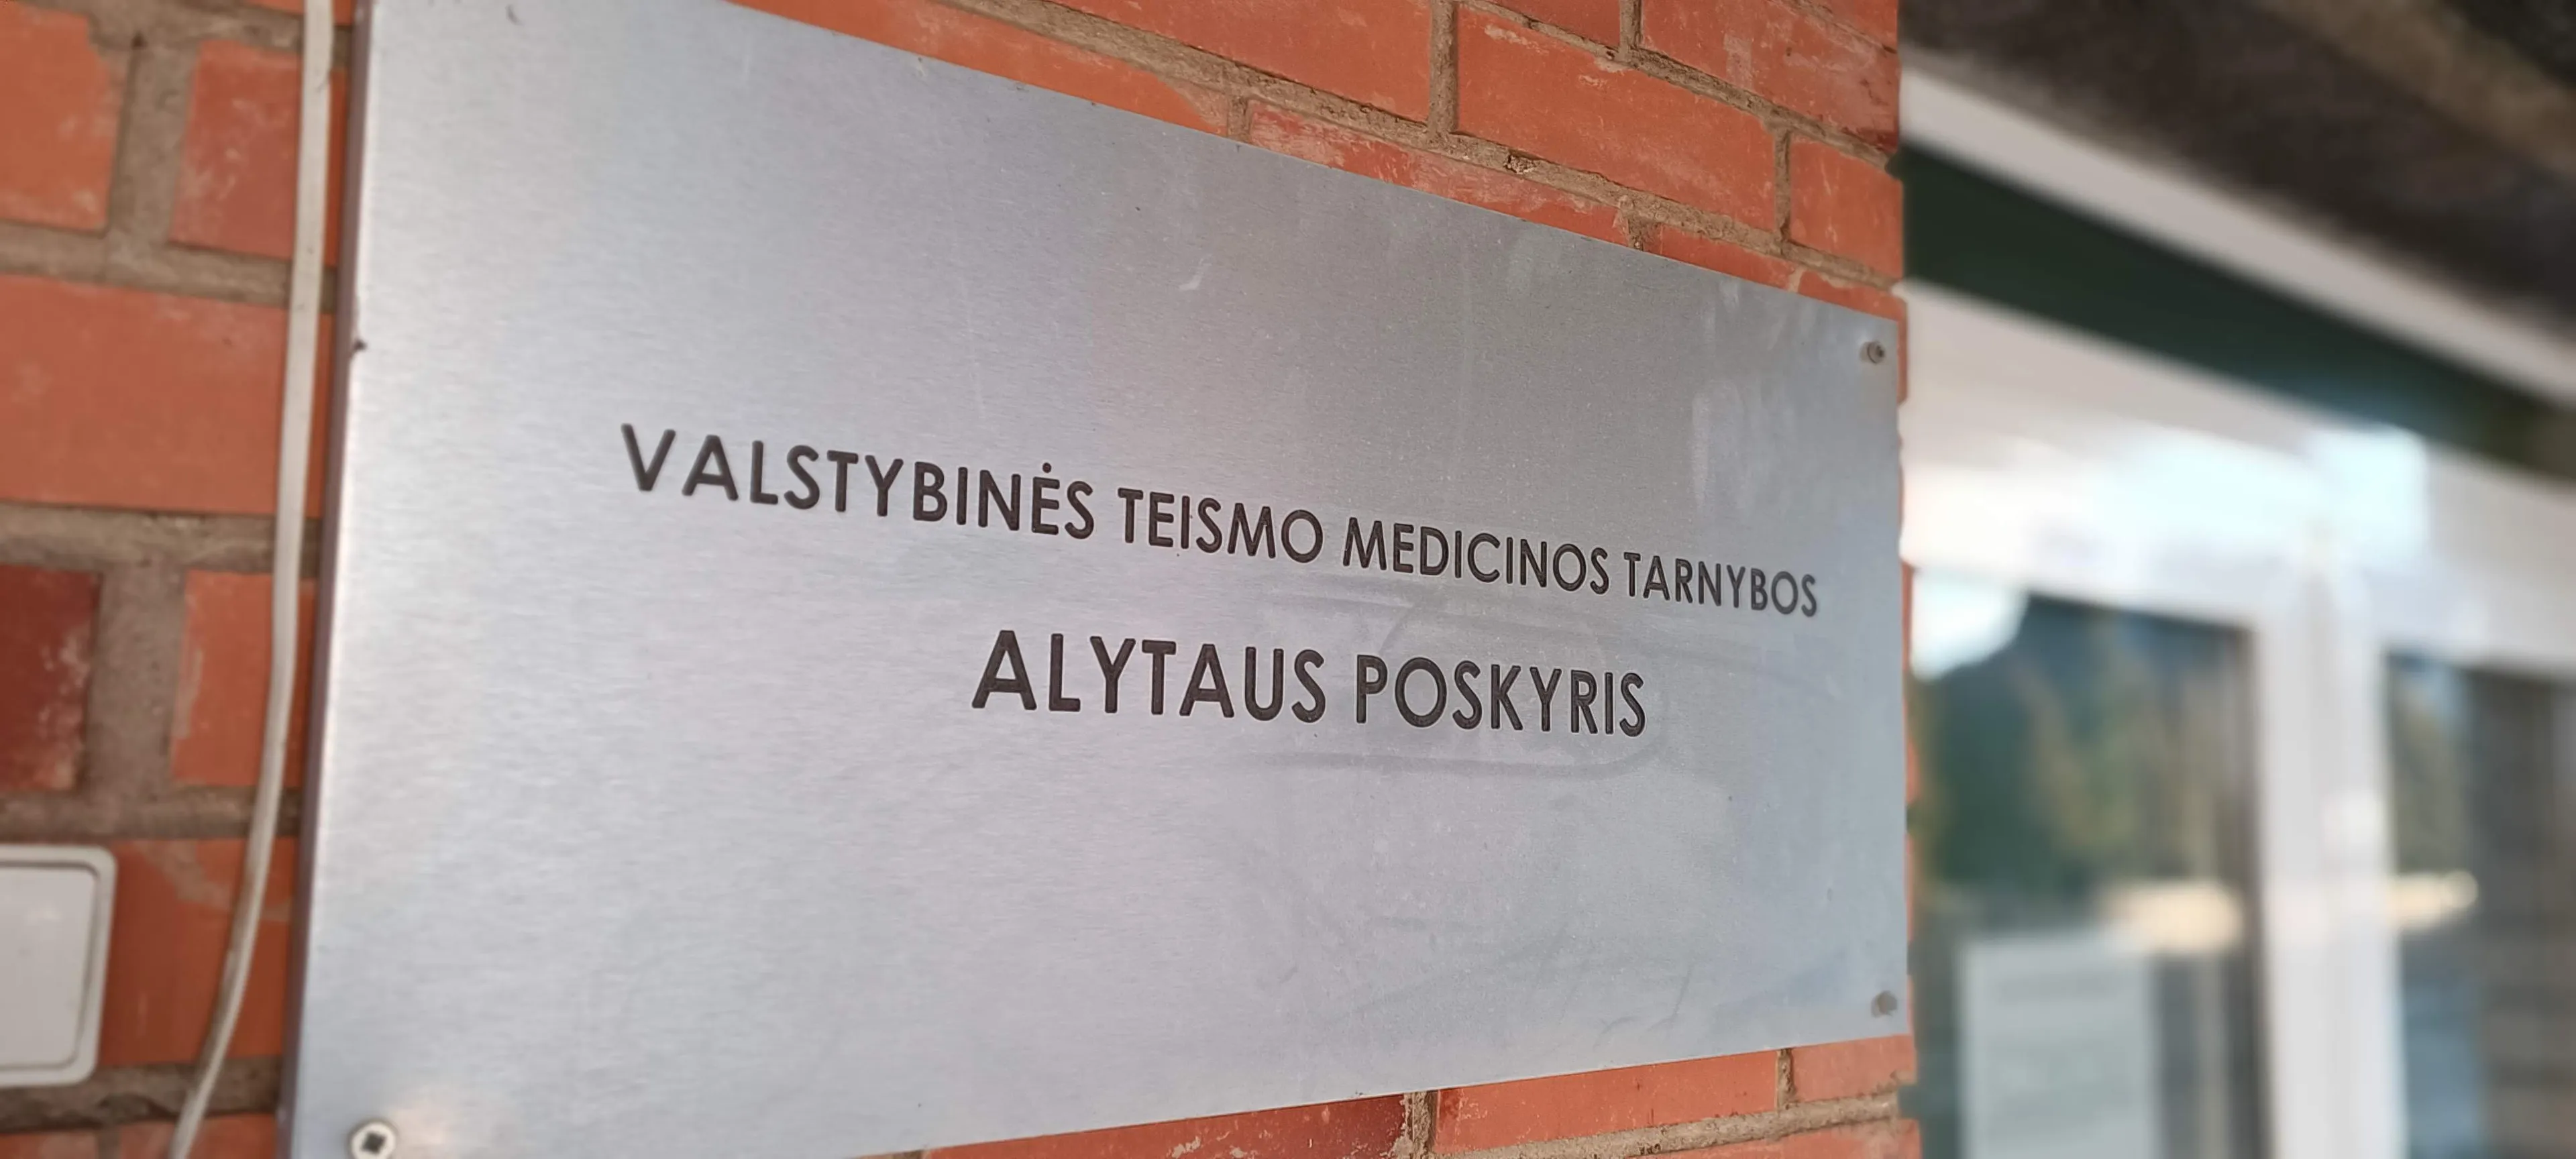 VALSTYBINĖS TEISMO MEDICINOS TARNYBOS
ALYTAUS POSKYRIS